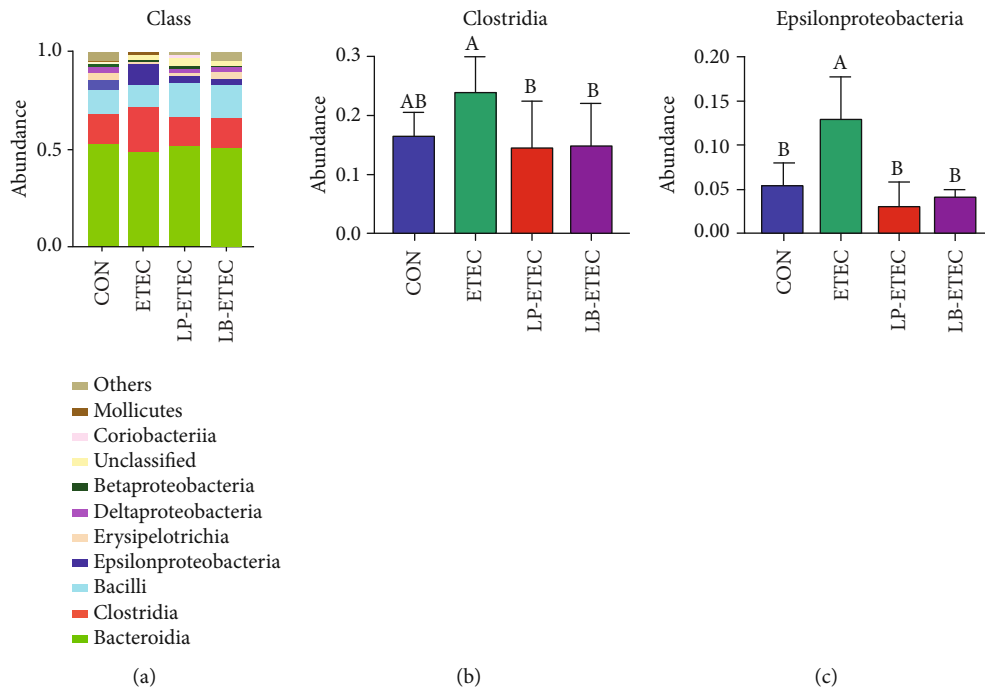 Class
Abundance
1.0
0.5
0.0
CON
ETEC
LP-ETEC
LB-ETEC
Others
Mollicutes
Coriobacteriia
Unclassified
Betaproteobacteria
Deltaproteobacteria
Erysipelotrichia
Epsilonproteobacteria
Bacilli
Clostridia
Bacteroidia
(a)
Clostridia
Abundance
0.3
0.2
0.1
0.0
AB
A
B
B
CON
ETEC
LP-ETEC
LB-ETEC
(b)
Epsilonproteobacteria
Abundance
0.20
0.15
0.10
0.05
0.00
B
A
B
B
CON
ETEC
LP-ETEC
LB-ETEC
(c)